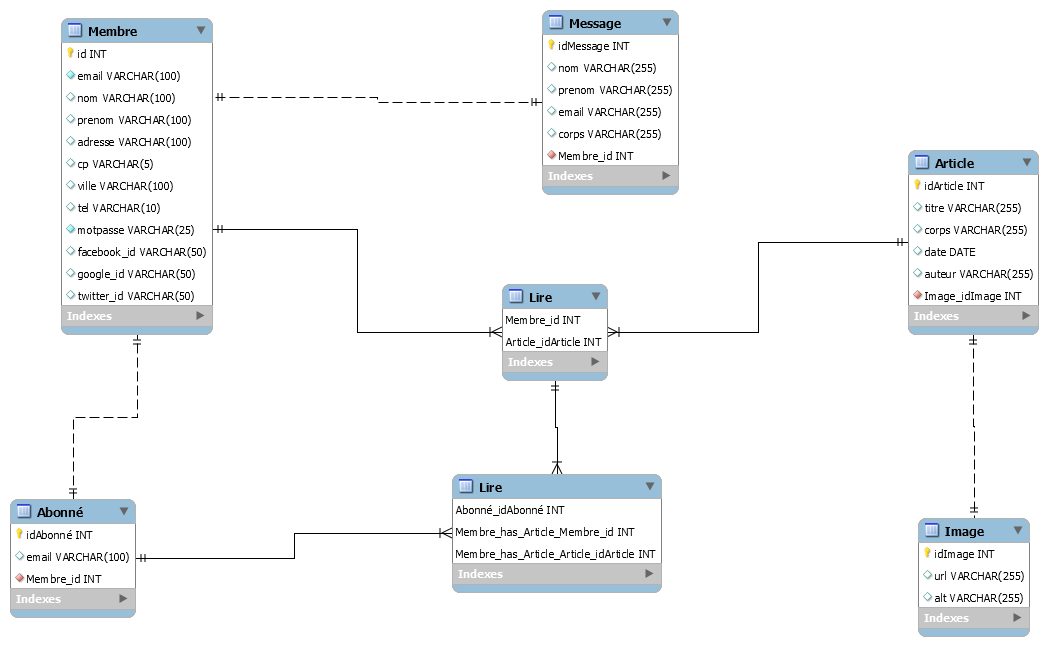 Membre
id INT
email VARCHAR(100)
nom VARCHAR(100)
prenom VARCHAR(100)
adresse VARCHAR(100)
cp VARCHAR(5)
ville VARCHAR(100)
tel VARCHAR(10)
motpasse VARCHAR(25)
facebook_id VARCHAR(50)
google_id VARCHAR(50)
twitter_id VARCHAR(50)
Indexes
Message
idMessage INT
nom VARCHAR(255)
prenom VARCHAR(255)
email VARCHAR(255)
corps VARCHAR(255)
Membre_id INT
Indexes
Article
idArticle INT
titre VARCHAR(255)
corps VARCHAR(255)
date DATE
auteur VARCHAR(255)
Image_idImage INT
Indexes
Lire
Membre_id INT
Article_idArticle INT
Indexes
Abonné
idAbonné INT
email VARCHAR(100)
Membre_id INT
Indexes
Lire
Abonné_idAbonné INT
Membre_has_Article_Membre_id INT
Membre_has_Article_Article_idArticle INT
Indexes
Image
idImage INT
url VARCHAR(255)
alt VARCHAR(255)
Indexes